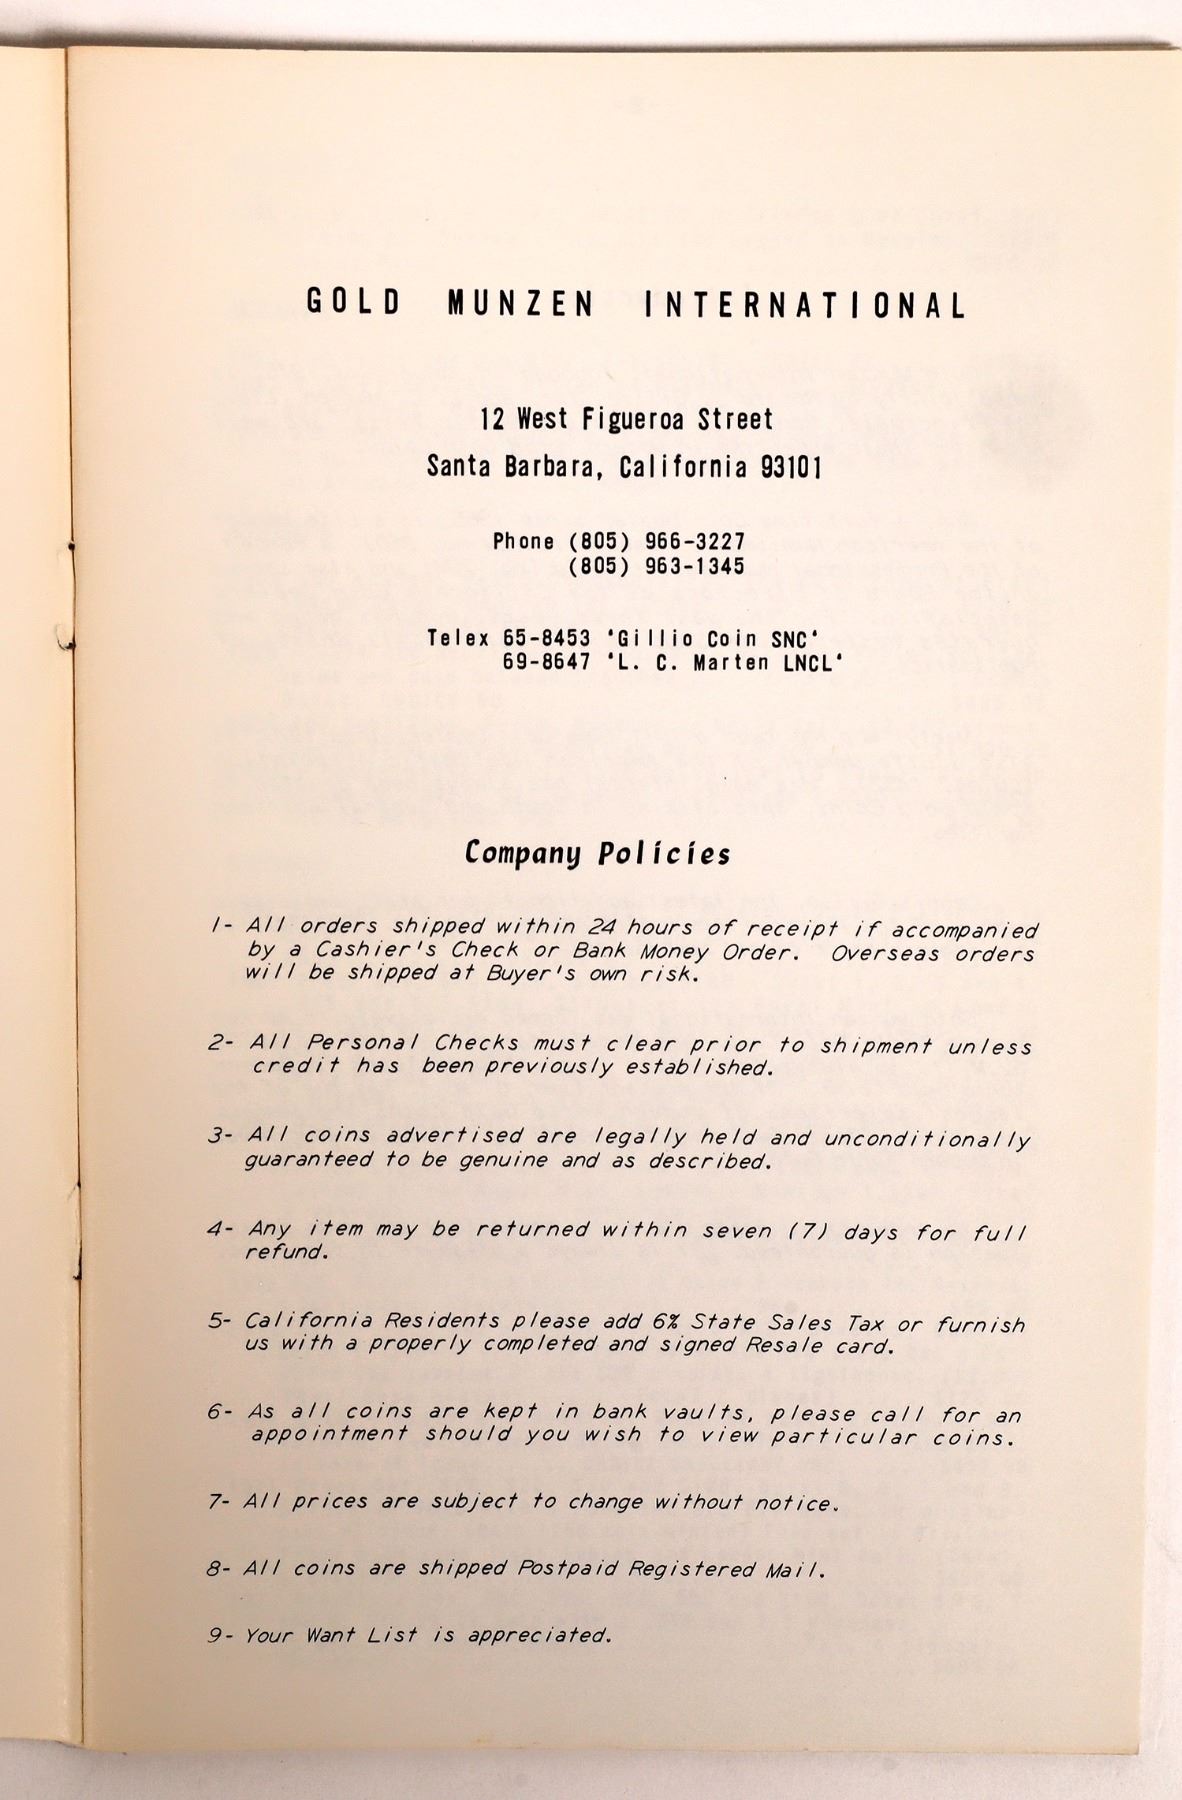 GOLD MUNZEN INTERNATIONAL
12 West Figueroa Street
Santa Barbara, California 93101
Phone (805) 966-3227
(805) 963-1345
Telex 65-8453 'Gillio Coin SNC'
69-8647 'L. C. Marten LNCL'
Company Policies
1- All orders shipped within 24 hours of receipt if accompanied
by a Cashier's Check or Bank Money Order. Overseas orders
will be shipped at Buyer's own risk.
2- All Personal Checks must clear prior to shipment unless
credit has been previously established.
3- All coins advertised are legally held and unconditionally
guaranteed to be genuine and as described.
4- Any item may be returned within seven (7) days for full
refund.
5- California Residents please add 6% State Sales Tax or furnish
us with a properly completed and signed Resale card.
6- As all coins are kept in bank vaults, please call for an
appointment should you wish to view particular coins.
7- All prices are subject to change without notice.
8- All coins are shipped Postpaid Registered Mail.
9- Your Want List is appreciated.